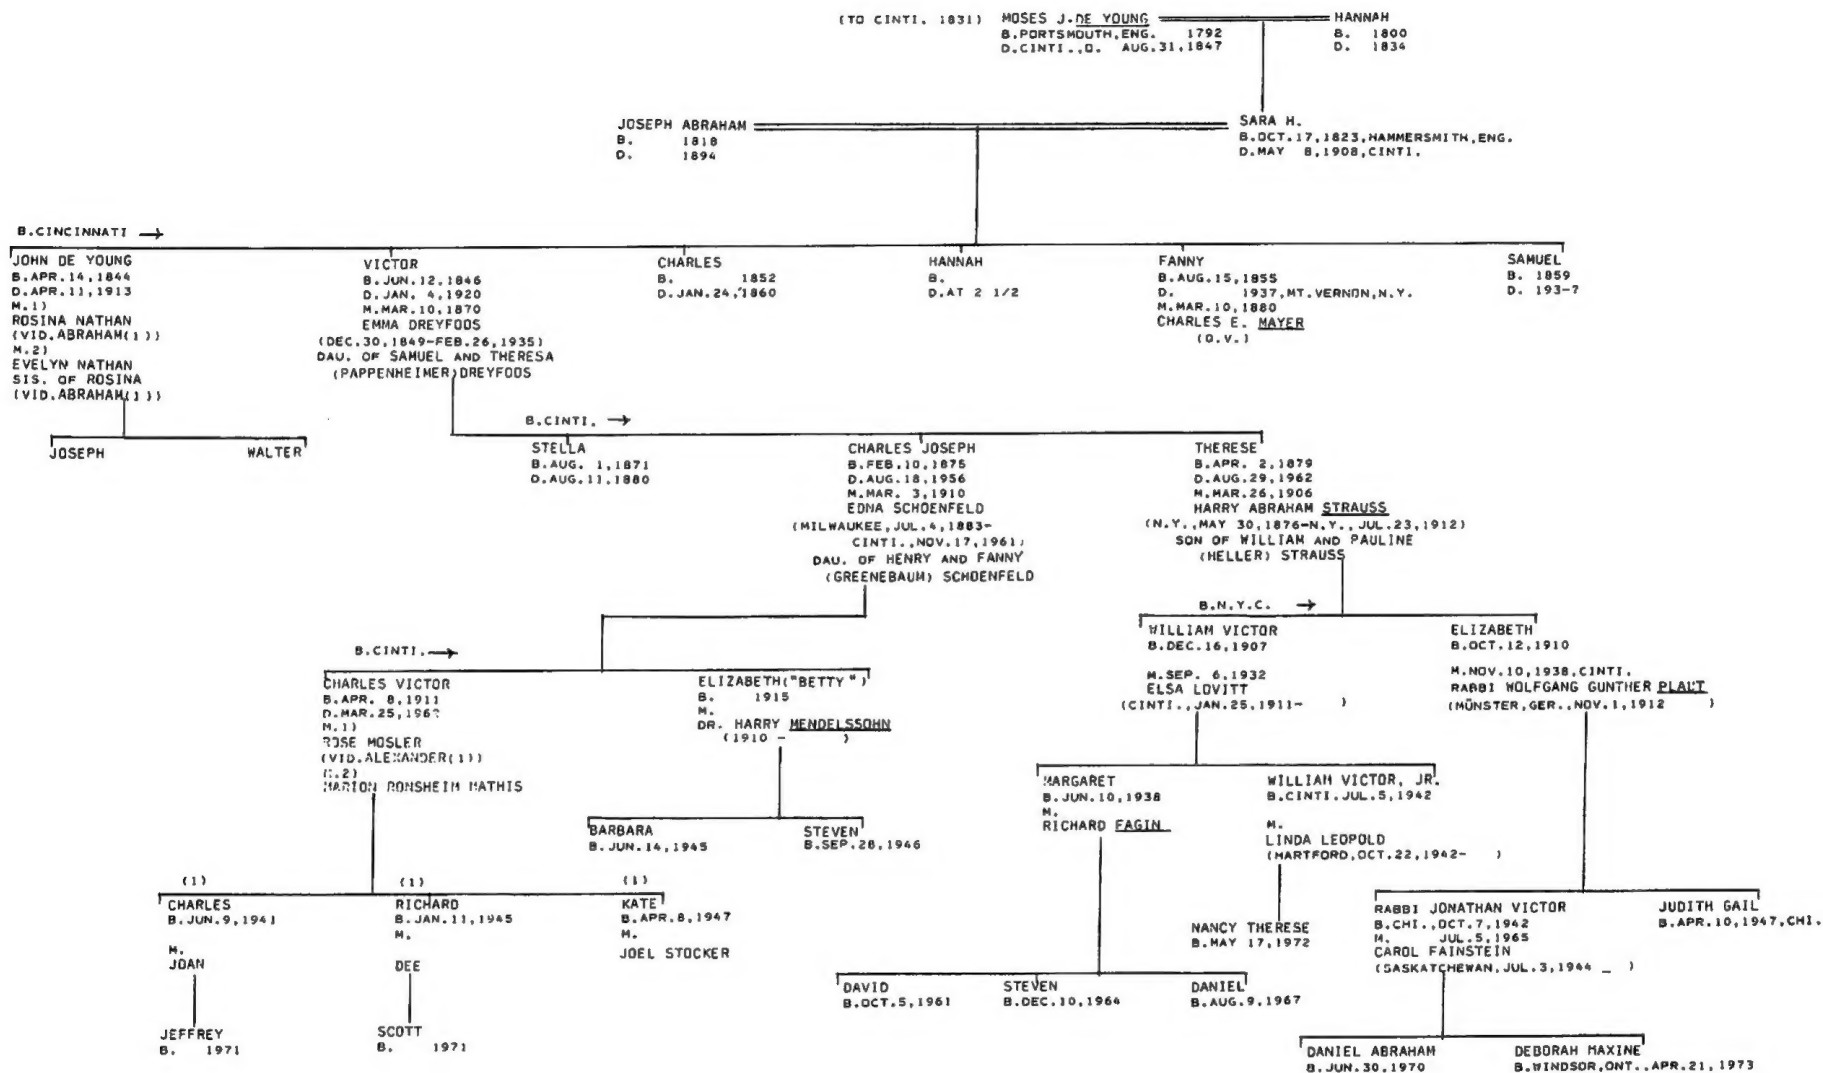 (TO CINTI. 1831) MOSES J. DE YOUNG
B.PORTSMOUTH,ENG. 1792
D.CINTI.,O. AUG.31,1847
HANNAH
B. 1800
D. 1834
JOSEPH ABRAHAM
B. 1818
D. 1894
SARA H.
B.OCT.17,1823,HAMMERSMITH,ENG.
D.MAY 8,1908,CINTI.
B.CINCINNATI →
JOHN DE YOUNG
B.APR.14,1844
D.APR.11,1913
M.1)
ROSINA NATHAN
(VID.ABRAHAM(1))
M.2)
EVELYN NATHAN
SIS. OF ROSINA
(VID.ABRAHAM(1))
VICTOR
B.JUN.12,1846
D.JAN. 4,1920
M.MAR.10,1870
EMMA DREYFOOS
(DEC.30,1849-FEB.26,1935)
DAU. OF SAMUEL AND THERESA
(PAPPENHEIMER)DREYFOOS
CHARLES
B. 1852
D.JAN.24,1860
HANNAH
B.
D.AT 2 1/2
FANNY
B.AUG.15,1855
D. 1937,MT.VERNON,N.Y.
M.MAR.10,1880
CHARLES E. MAYER
(Q.V.)
SAMUEL
B. 1859
D. 193-7
JOSEPH
WALTER
B.CINTI. →
STELLA
B.AUG. 1,1871
D.AUG.11,1880
CHARLES JOSEPH
B.FEB.10,1875
D.AUG.18,1956
M.MAR. 3,1910
EDNA SCHOENFELD
(MILWAUKEE,JUL.4,1883-
CINTI.,NOV.17,1961)
DAU. OF HENRY AND FANNY
(GREENEBAUM) SCHOENFELD
THERESE
B.APR. 2,1879
D.AUG.29,1962
M.MAR.26,1906
HARRY ABRAHAM STRAUSS
(N.Y.,MAY 30,1876-N.Y.,JUL.23,1912)
SON OF WILLIAM AND PAULINE
(HELLER) STRAUSS
B.CINTI. →
CHARLES VICTOR
B.APR. 8,1911
D.MAR.25,
M.1)
ROSE MOSLER
(VID.ALEXANDER(1))
M.2)
MARION RONSHEIM MATHIS
ELIZABETH("BETTY")
B. 1915
M.
DR. HARRY MENDELSSOHN
(1910 - )
B.N.Y.C. →
WILLIAM VICTOR
B.DEC.16,1907
M.SEP. 6,1932
ELSA LOVITT
(CINTI.,JAN.25,1911- )
ELIZABETH
B.OCT.12,1910
M.NOV.10,1938,CINTI.
RABBI WOLFGANG GUNTHER PLAUT
(MÜNSTER,GER.,NOV.1,1912 )
BARBARA
B.JUN.14,1945
STEVEN
B.SEP.28,1946
MARGARET
B.JUN.10,1938
M.
RICHARD FAGIN
WILLIAM VICTOR, JR.
B.CINTI.JUL.5,1942
M.
LINDA LEOPOLD
(HARTFORD,OCT.22,1942- )
(1)
CHARLES
B.JUN.9,1941
M.
JOAN
(1)
RICHARD
B.JAN.11,1945
M.
DEE
(1)
KATE
B.APR.8,1947
M.
JOEL STOCKER
NANCY THERESE
B.MAY 17,1972
RABBI JONATHAN VICTOR
B.CHI.,OCT.7,1942
M. JUL.5,1965
CAROL FAINSTEIN
(SASKATCHEWAN,JUL.3,1944 _ )
JUDITH GAIL
B.APR.10,1947,CHI.
DAVID
B.OCT.5,1961
STEVEN
B.DEC.10,1964
DANIEL
B.AUG.9,1967
JEFFREY
B. 1971
SCOTT
B. 1971
DANIEL ABRAHAM
B.JUN.30,1970
DEBORAH MAXINE
B.WINDSOR,ONT.,APR.21,1973